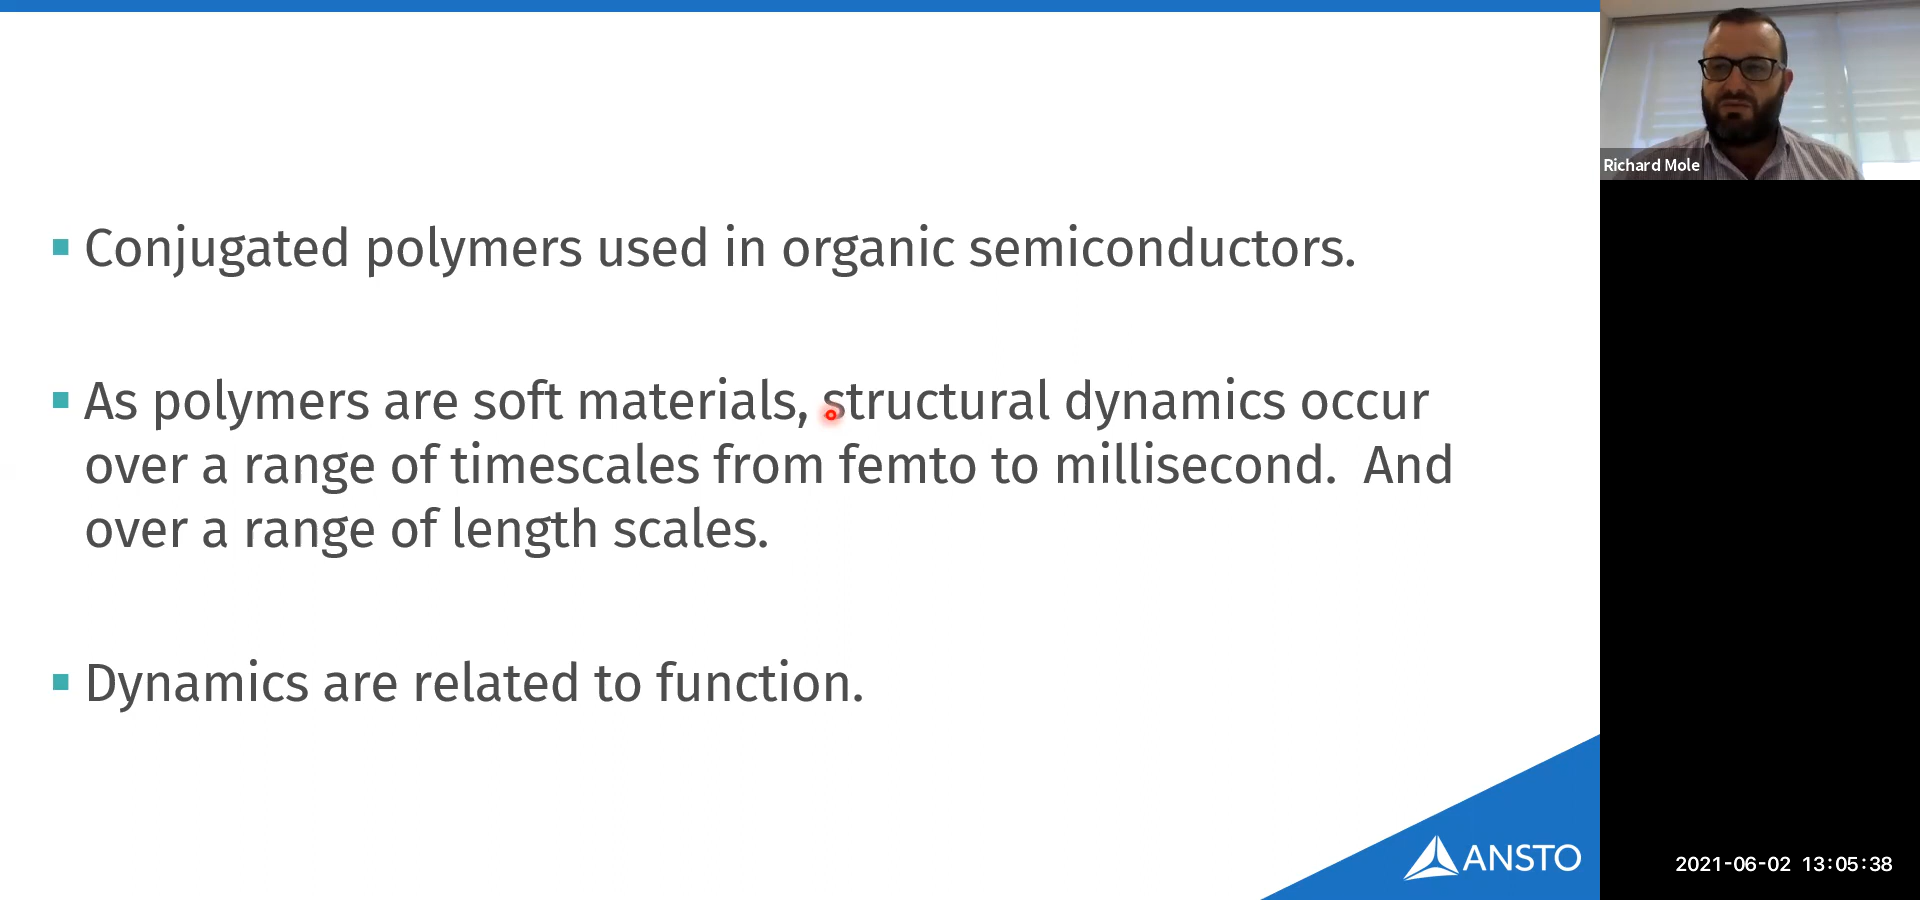 Conjugated polymers used in organic semiconductors.
As polymers are soft materials, structural dynamics occur
over a range of timescales from femto to millisecond.  And
over a range of length scales.
Dynamics are related to function.
ANSTO
Richard Mole
2021-06-02 13:05:38